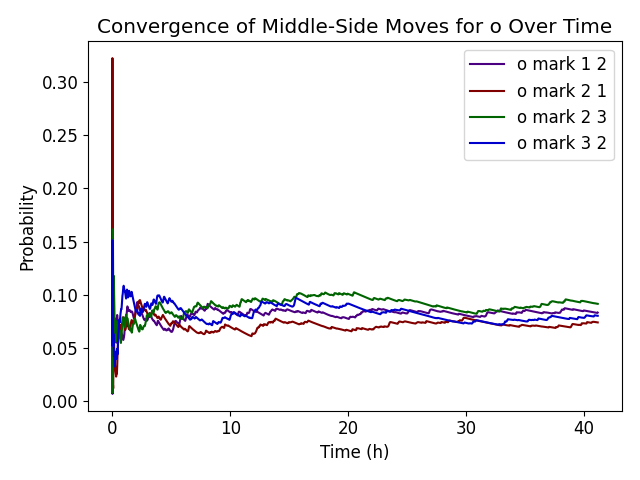 Convergence of Middle-Side Moves for o Over Time
o mark 1 2
o mark 2 1
o mark 2 3
o mark 3 2
Probability
0.30
0.25
0.20
0.15
0.10
0.05
0.00
0 10 20 30 40
Time (h)